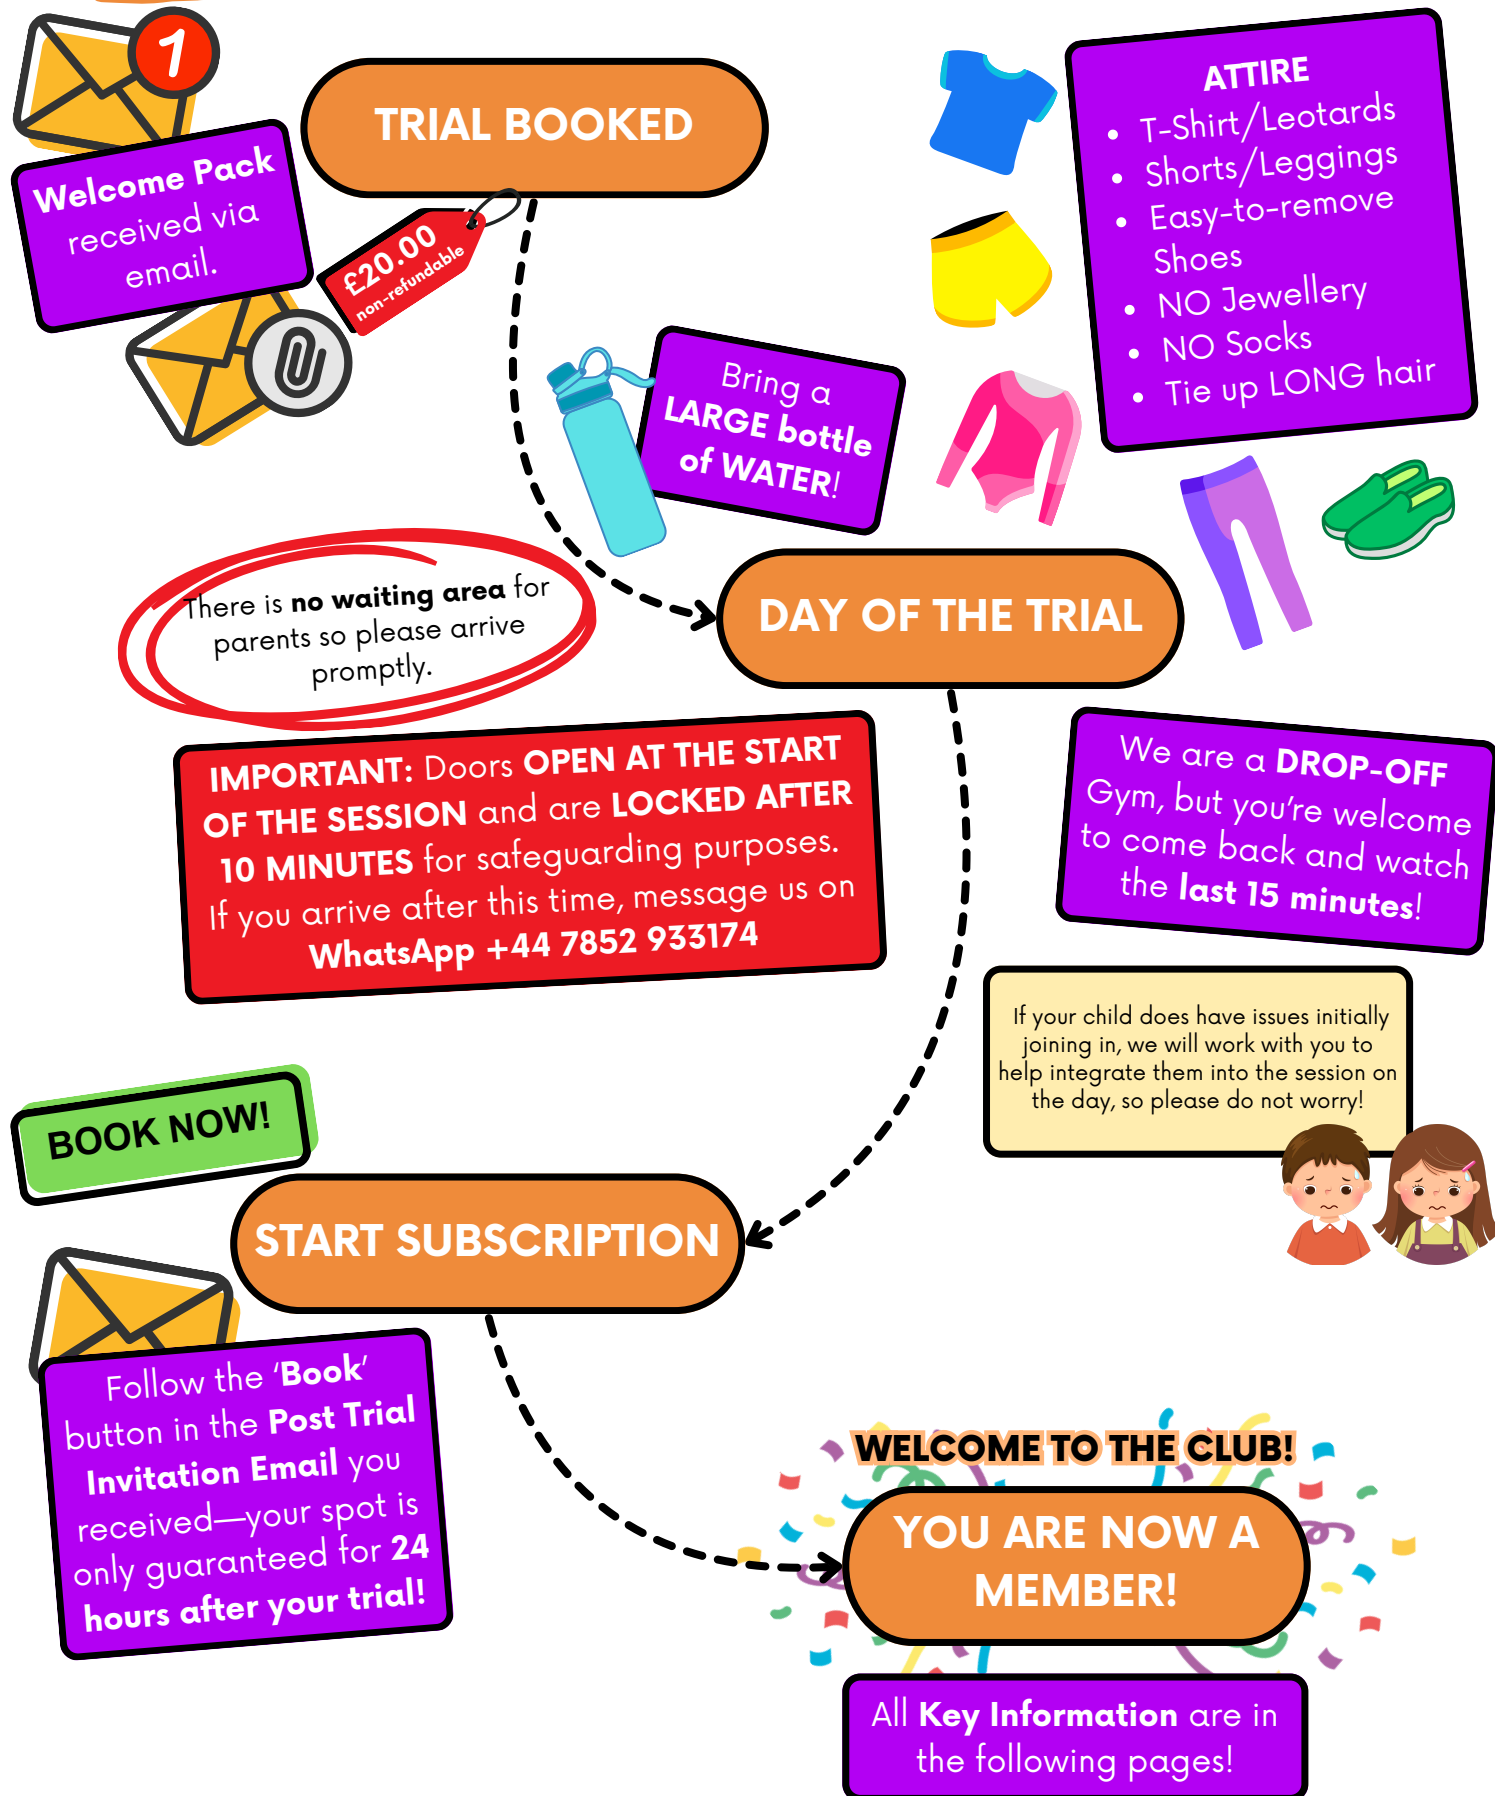 1
TRIAL BOOKED
Welcome Pack
received via
email.
£20.00
non-refundable
ATTIRE
• T-Shirt/Leotards
• Shorts/Leggings
• Easy-to-remove
Shoes
• NO Jewellery
• NO Socks
• Tie up LONG hair
Bring a
LARGE bottle
of WATER!
There is no waiting area for
parents so please arrive
promptly.
DAY OF THE TRIAL
IMPORTANT: Doors OPEN AT THE START
OF THE SESSION and are LOCKED AFTER
10 MINUTES for safeguarding purposes.
If you arrive after this time, message us on
WhatsApp +44 7852 933174
We are a DROP-OFF
Gym, but you’re welcome
to come back and watch
the last 15 minutes!
If your child does have issues initially
joining in, we will work with you to
help integrate them into the session on
the day, so please do not worry!
BOOK NOW!
START SUBSCRIPTION
Follow the ‘Book’
button in the Post Trial
Invitation Email you
received—your spot is
only guaranteed for 24
hours after your trial!
WELCOME TO THE CLUB!
YOU ARE NOW A
MEMBER!
All Key Information are in
the following pages!